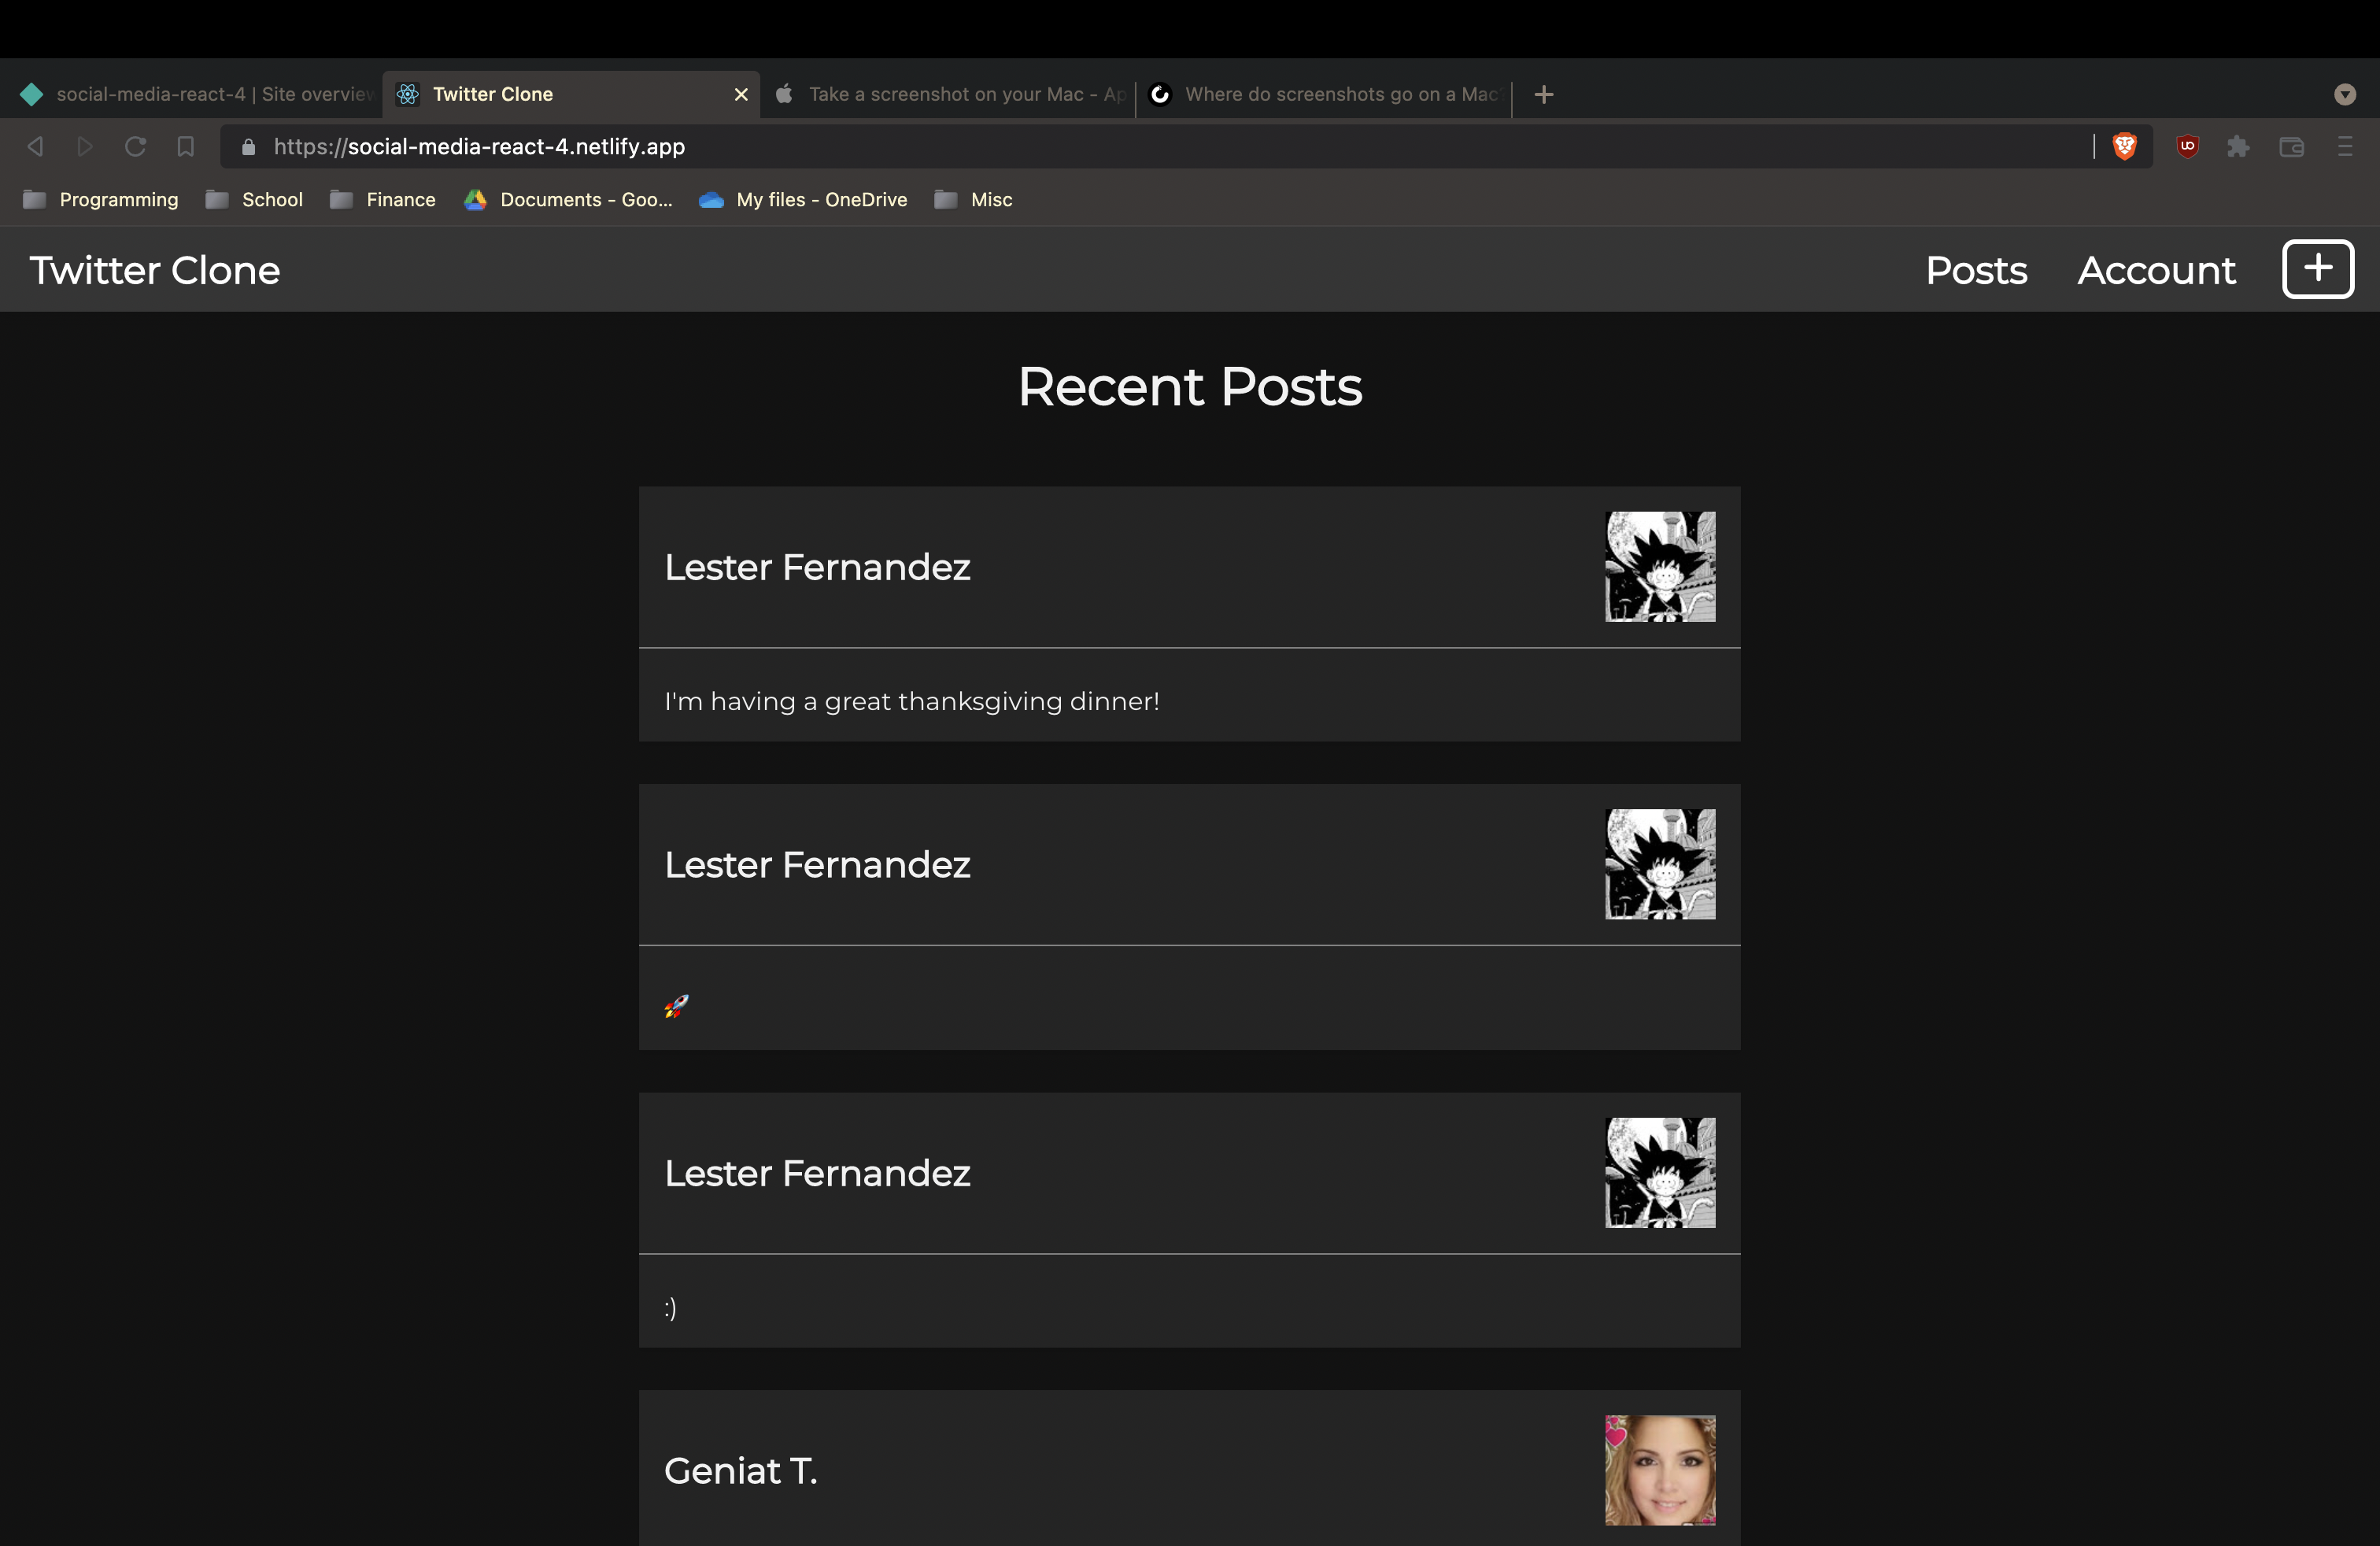 social-media-react-4 | Site overview
Twitter Clone
Take a screenshot on your Mac - Ap
Where do screenshots go on a Mac?
https://social-media-react-4.netlify.app
Programming
School
Finance
Documents - Goo...
My files - OneDrive
Misc
Twitter Clone
Posts
Account
+
Recent Posts
Lester Fernandez
I'm having a great thanksgiving dinner!
Lester Fernandez
🚀
Lester Fernandez
:)
Geniat T.